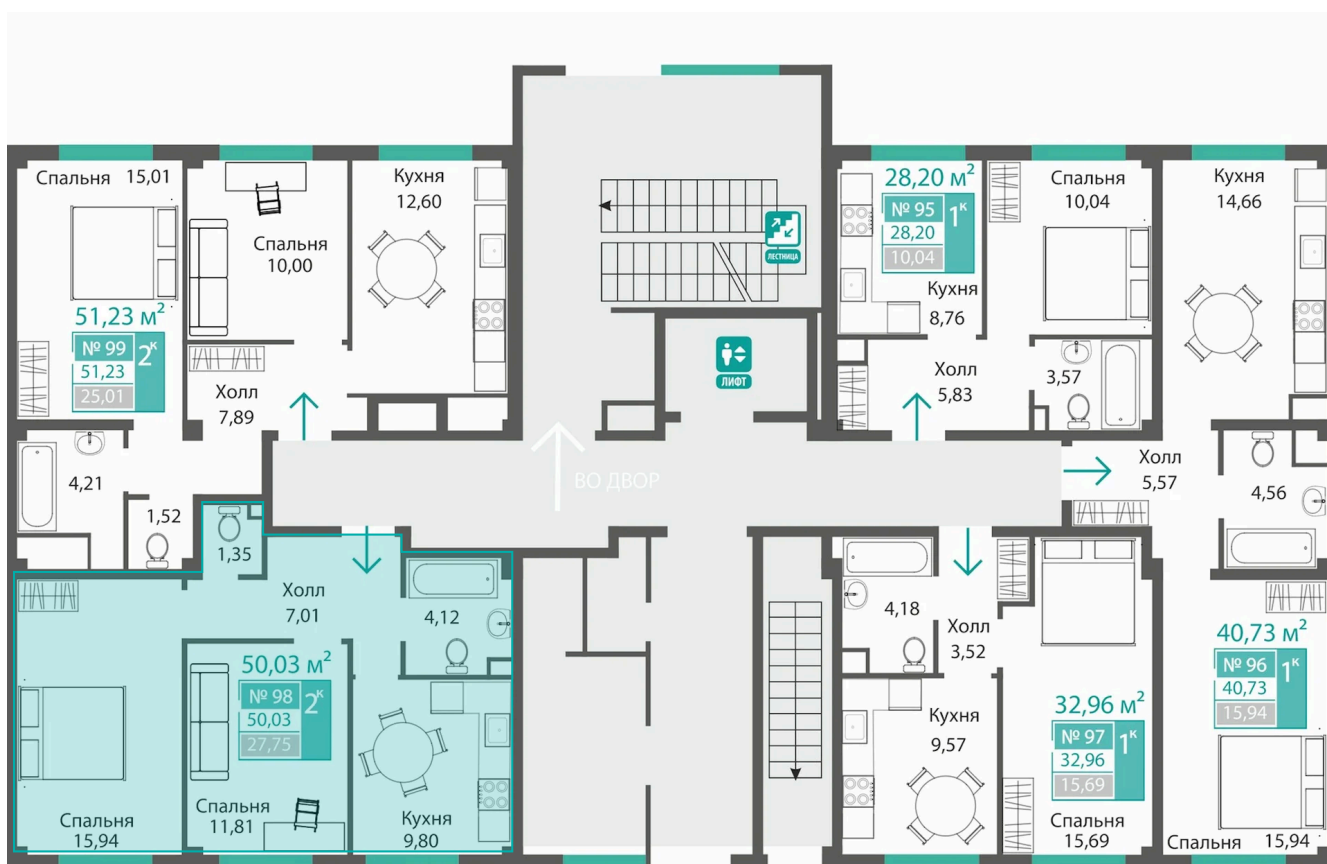 Спальня 15,01
51,23 м²
№ 99
51,23
25,01
2к
Спальня
10,00
Кухня
12,60
Холл
7,89
4,21
1,52
ЛЕСТНИЦА
ЛИФТ
ВО ДВОР
28,20 м²
№ 95
28,20
10,04
1к
Кухня
8,76
Спальня
10,04
Холл
5,83
3,57
Кухня
14,66
Холл
5,57
4,56
1,35
Холл
7,01
4,12
50,03 м²
№ 98
50,03
27,75
2к
Спальня
15,94
Спальня
11,81
Кухня
9,80
4,18
Холл
3,52
Кухня
9,57
32,96 м²
№ 97
32,96
15,69
1к
Спальня
15,69
40,73 м²
№ 96
40,73
15,94
1к
Спальня 15,94